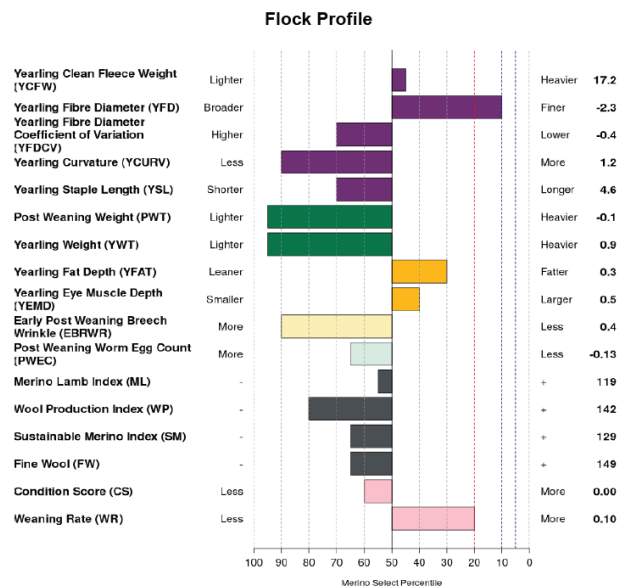 Flock Profile
Yearling Clean Fleece Weight
(YCFW) Lighter Heavier 17.2
Yearling Fibre Diameter (YFD) Broader Finer -2.3
Yearling Fibre Diameter
Coefficient of Variation
(YFDCV) Higher Lower -0.4
Yearling Curvature (YCURV) Less More 1.2
Yearling Staple Length (YSL) Shorter Longer 4.6
Post Weaning Weight (PWT) Lighter Heavier -0.1
Yearling Weight (YWT) Lighter Heavier 0.9
Yearling Fat Depth (YFAT) Leaner Fatter 0.3
Yearling Eye Muscle Depth
(YEMD) Smaller Larger 0.5
Early Post Weaning Breech
Wrinkle (EBRWR) More Less 0.4
Post Weaning Worm Egg Count
(PWEC) More Less -0.13
Merino Lamb Index (ML) - + 119
Wool Production Index (WP) - + 142
Sustainable Merino Index (SM) - + 129
Fine Wool (FW) - + 149
Condition Score (CS) Less More 0.00
Weaning Rate (WR) Less More 0.10
100 90 80 70 60 50 40 30 20 10 0
Merino Select Percentile